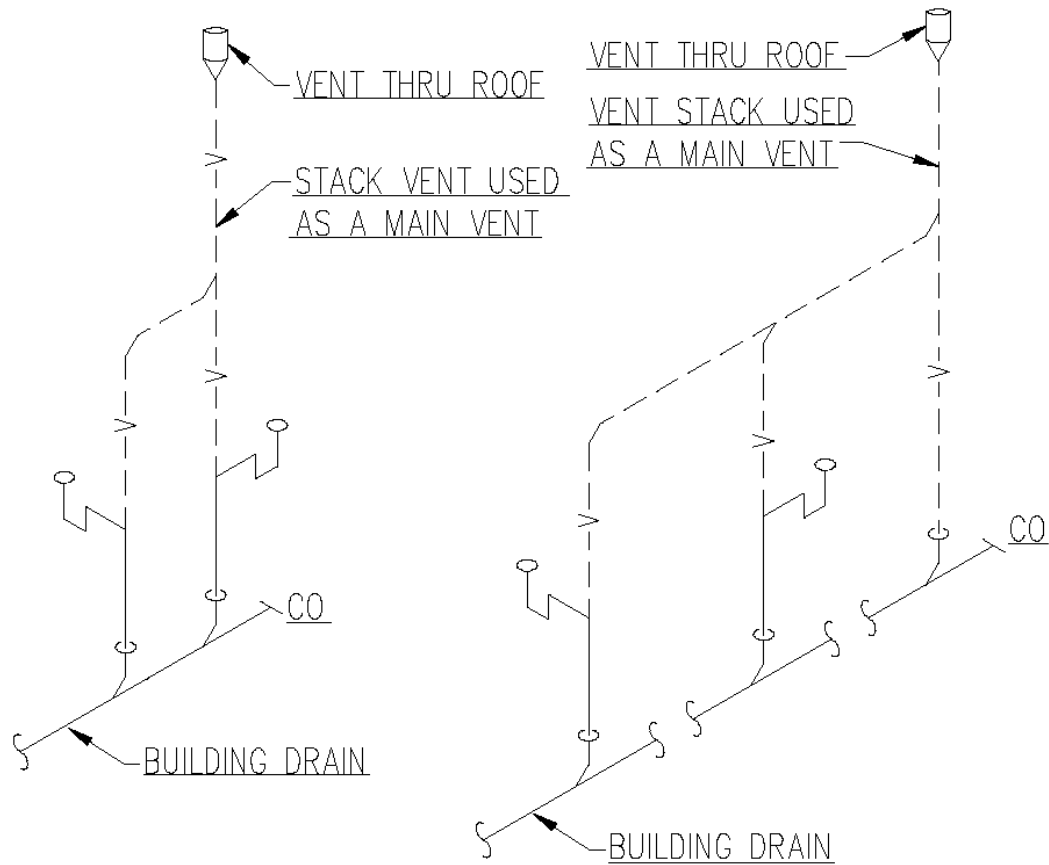 VENT THRU ROOF
STACK VENT USED
AS A MAIN VENT
V
V
V
CO
BUILDING DRAIN
VENT THRU ROOF
VENT STACK USED
AS A MAIN VENT
V
V
V
CO
BUILDING DRAIN